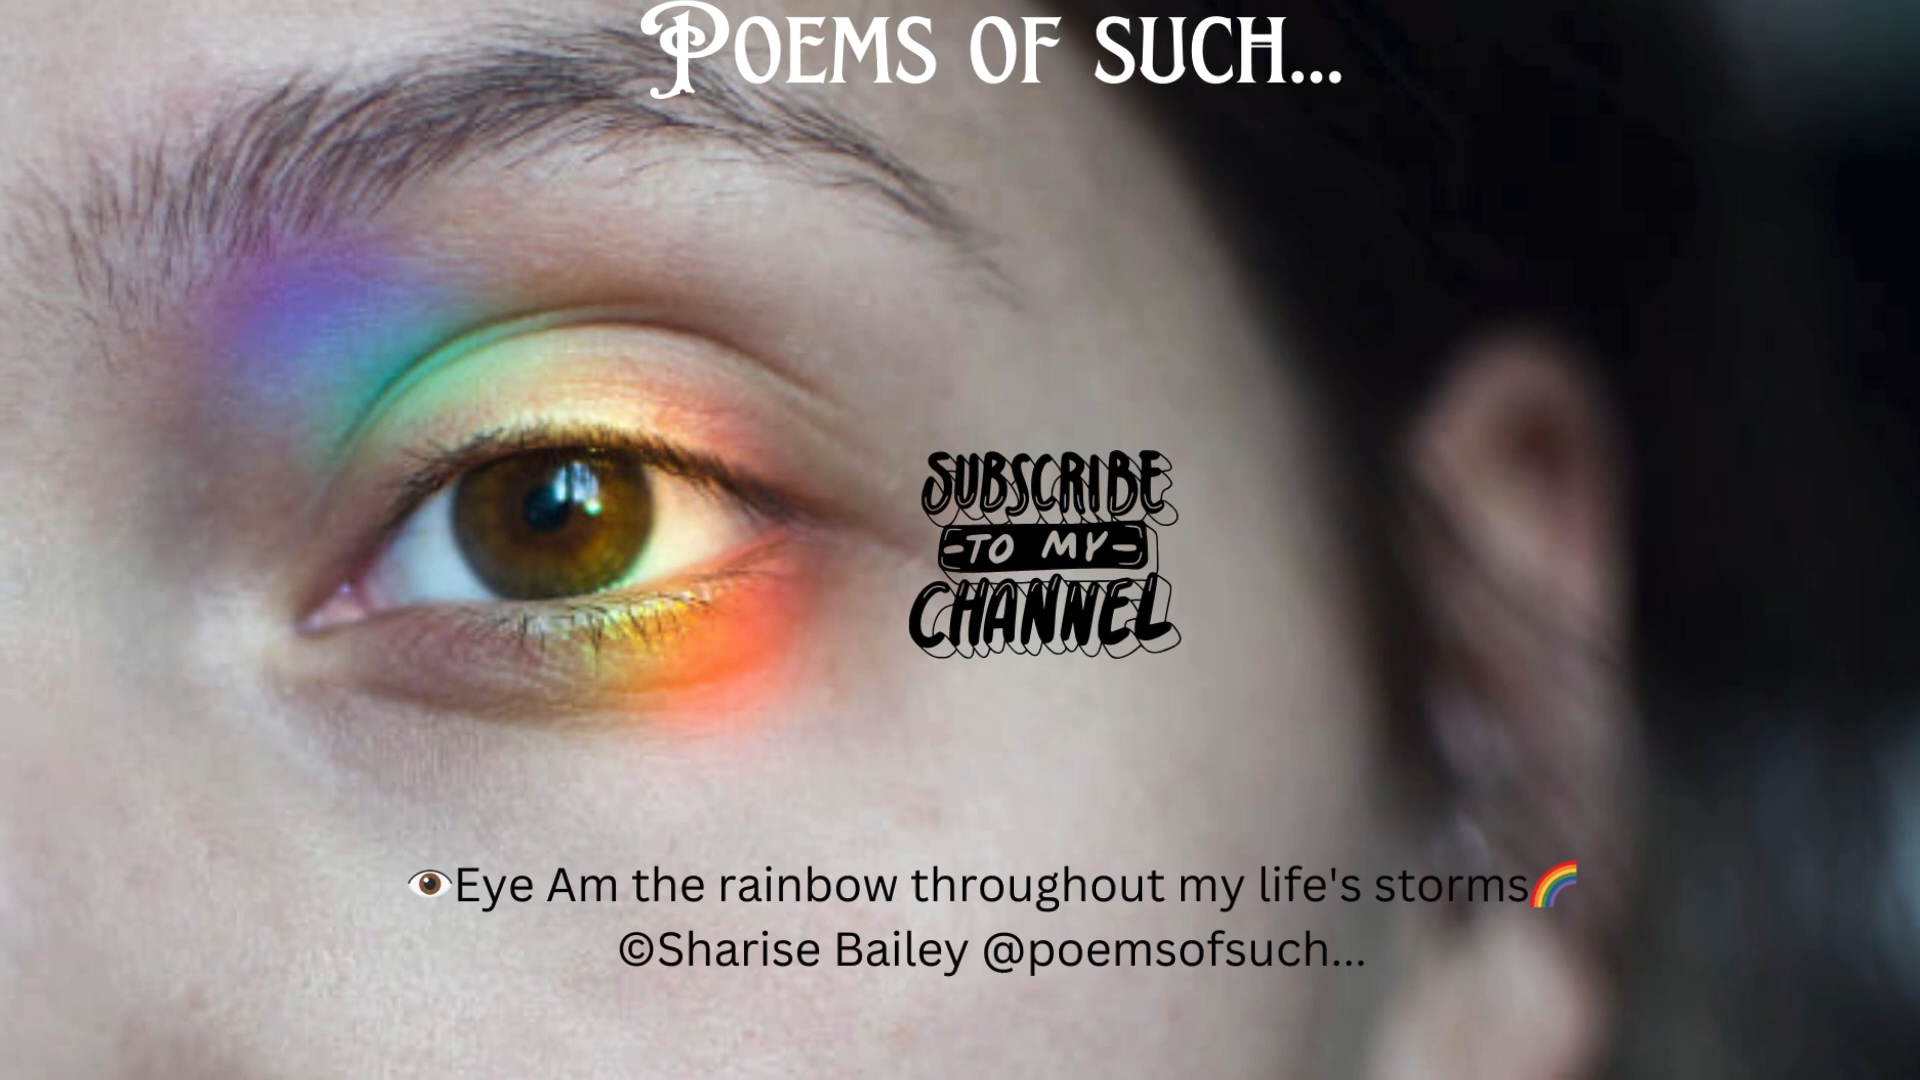 Poems of such...
SUBSCRIBE
-TO MY-
CHANNEL
👁️Eye Am the rainbow throughout my life's storms🌈
©Sharise Bailey @poemsofsuch...